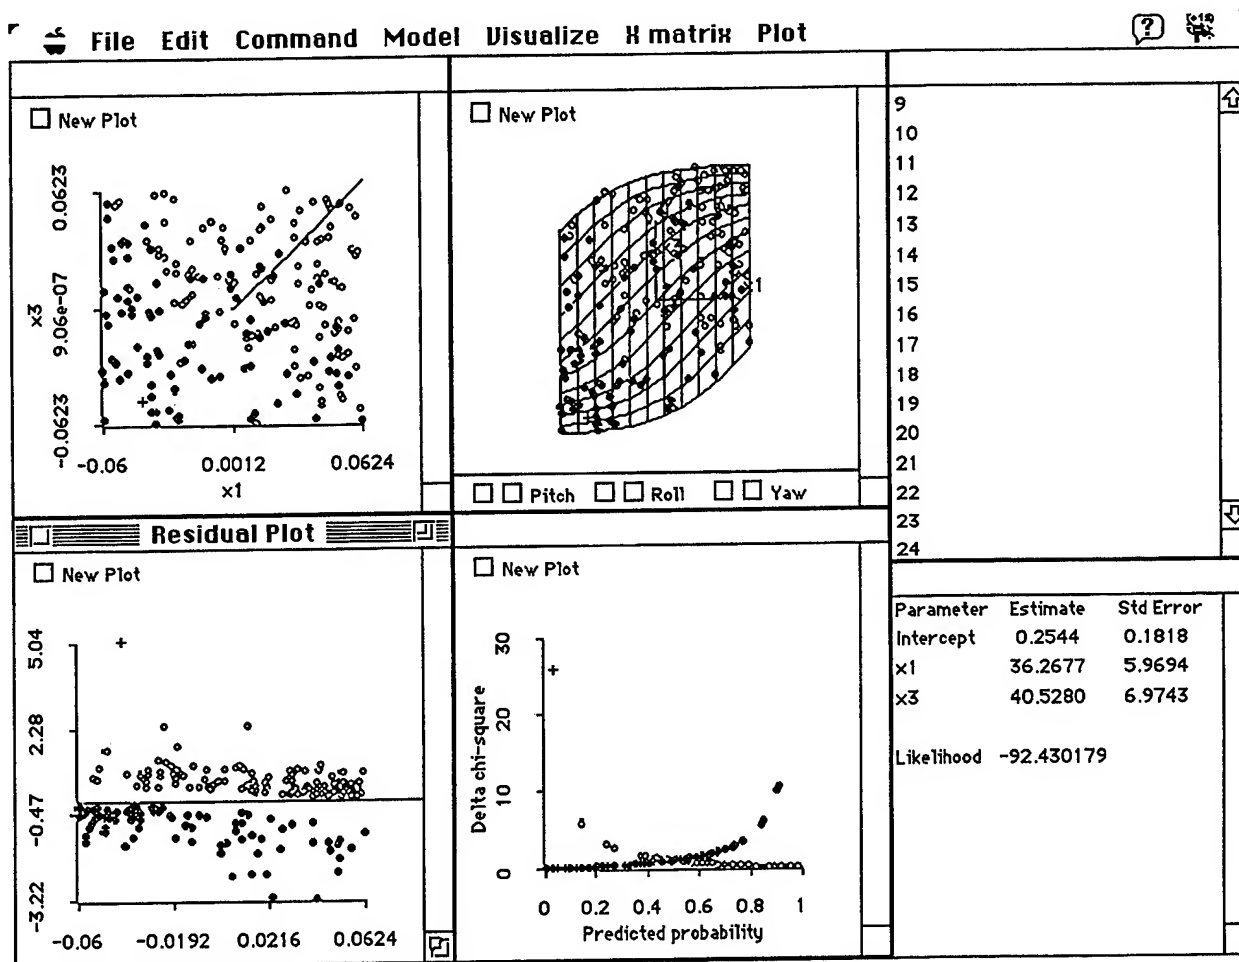 File Edit Command Model Visualize X matrix Plot
New Plot
0.0623
9.06e-07
-0.0623
x3
-0.06 0.0012 0.0624
x1
New Plot
x1
Pitch Roll Yaw
9
10
11
12
13
14
15
16
17
18
19
20
21
22
23
24
Residual Plot
New Plot
5.04
2.28
-0.47
-3.22
-0.06 -0.0192 0.0216 0.0624
New Plot
30
20
10
0
Delta chi-square
0 0.2 0.4 0.6 0.8 1
Predicted probability
Parameter Estimate Std Error
Intercept 0.2544 0.1818
x1 36.2677 5.9694
x3 40.5280 6.9743
Likelihood -92.430179